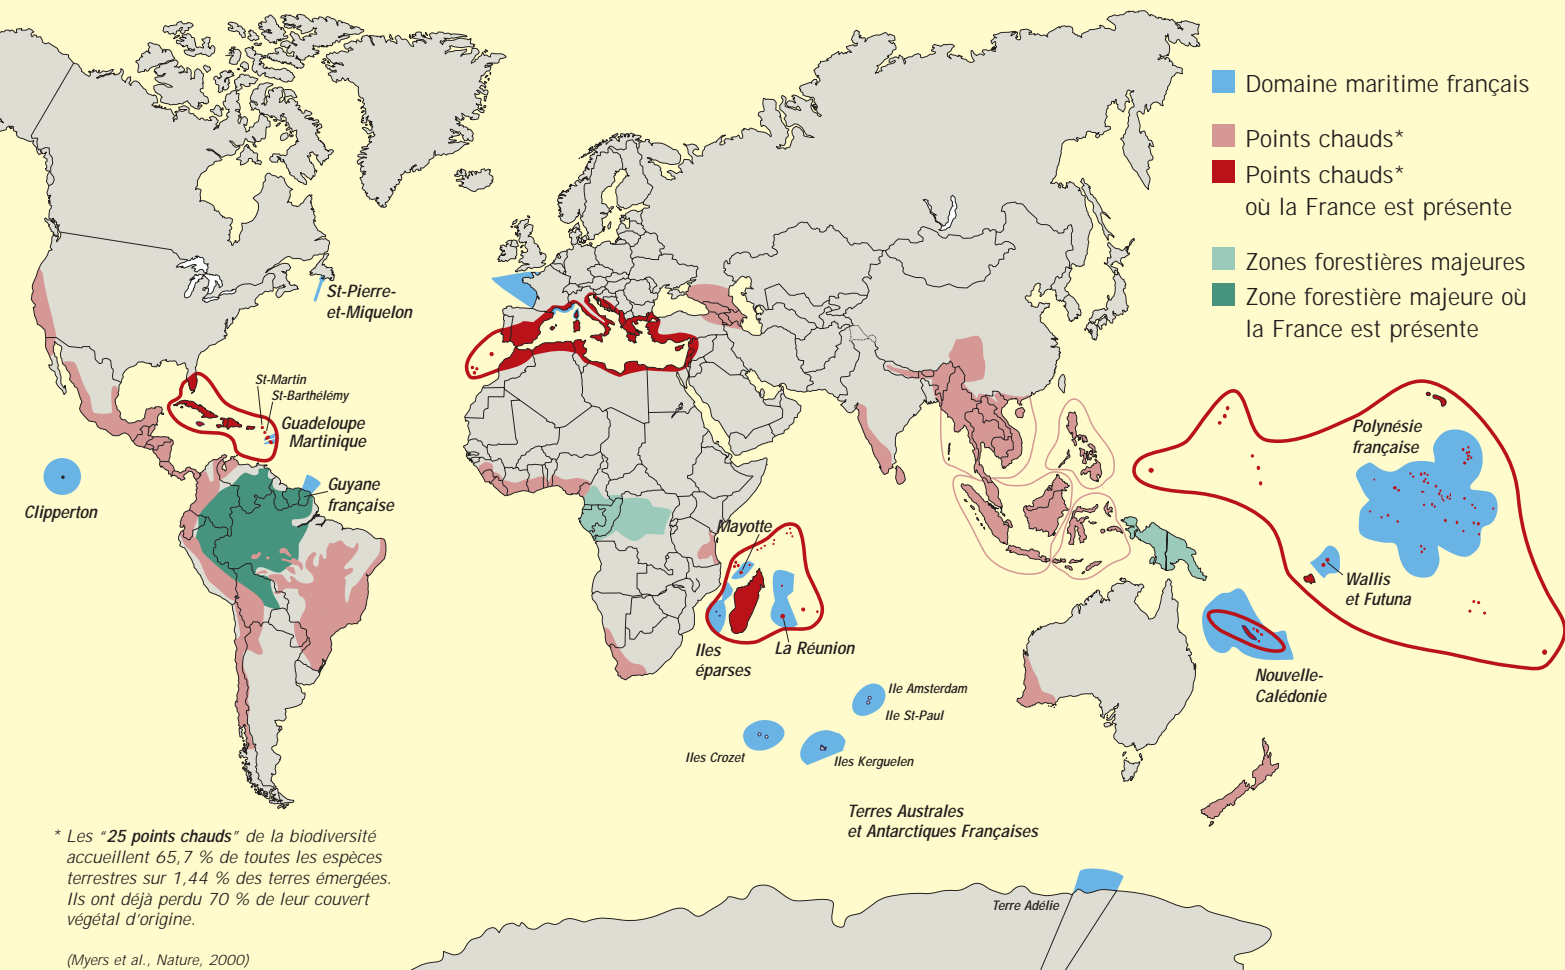 Domaine maritime français
Points chauds*
Points chauds*
où la France est présente
Zones forestières majeures
Zone forestière majeure où
la France est présente
St-Pierre-
et-Miquelon
St-Martin
St-Barthélémy
Guadeloupe
Martinique
Clipperton
Guyane
française
Mayotte
Iles
éparses
La Réunion
Polynésie
française
Wallis
et Futuna
Nouvelle-
Calédonie
Ile Amsterdam
Ile St-Paul
Iles Crozet
Iles Kerguelen
Terres Australes
et Antarctiques Françaises
Terre Adélie
* Les "25 points chauds" de la biodiversité
accueillent 65,7 % de toutes les espèces
terrestres sur 1,44 % des terres émergées.
Ils ont déjà perdu 70 % de leur couvert
végétal d'origine.
(Myers et al., Nature, 2000)